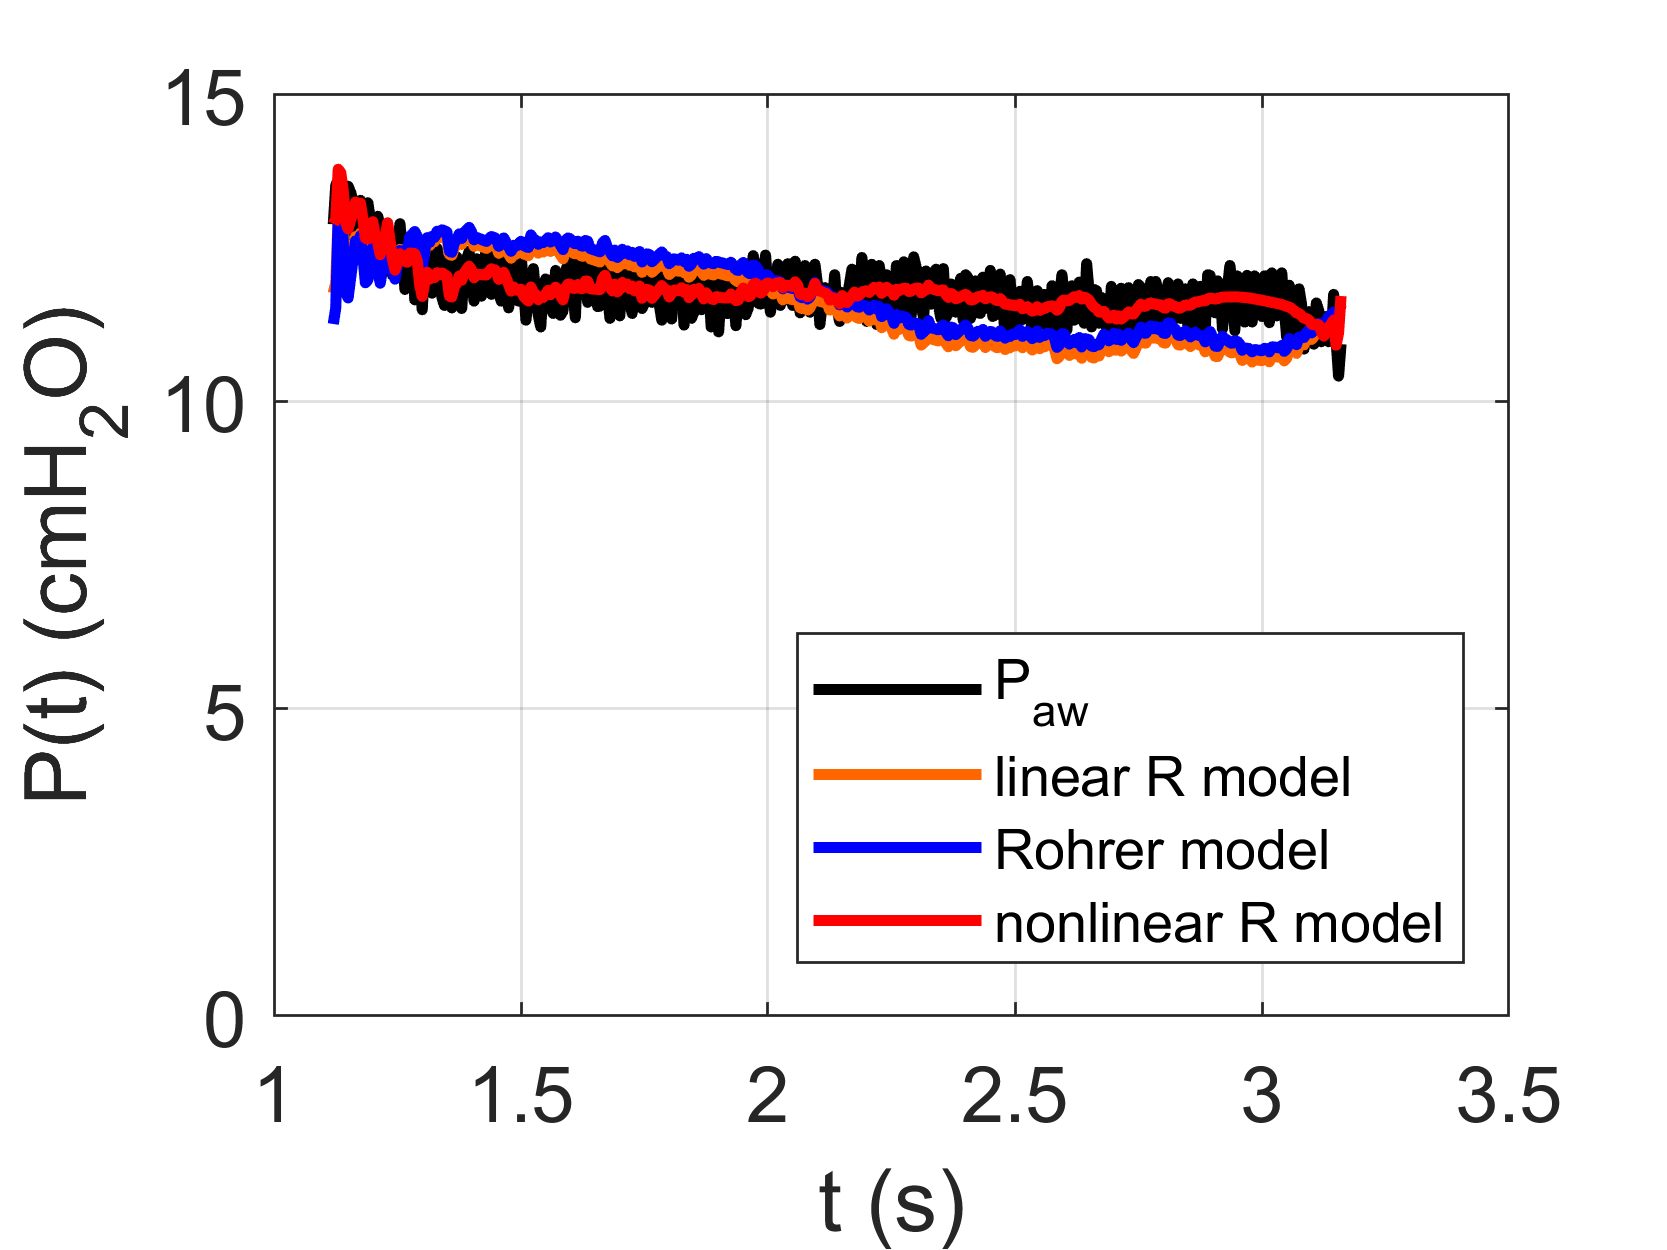 P(t) (cmH2O)
15
10
5
0
Paw
linear R model
Rohrer model
nonlinear R model
1 1.5 2 2.5 3 3.5
t (s)